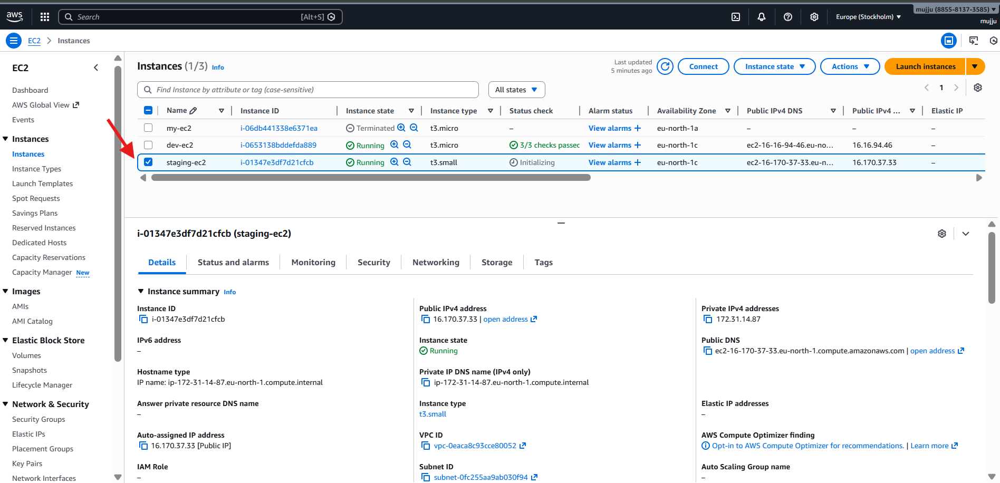 aws
Search [Alt+S]
Europe (Stockholm)
mujju (8855-8137-3585)
mujju
EC2 Instances
EC2
Dashboard
AWS Global View
Events
Instances
Instances
Instance Types
Launch Templates
Spot Requests
Savings Plans
Reserved Instances
Dedicated Hosts
Capacity Reservations
Capacity Manager New
Images
AMIs
AMI Catalog
Elastic Block Store
Volumes
Snapshots
Lifecycle Manager
Network & Security
Security Groups
Elastic IPs
Placement Groups
Key Pairs
Network Interfaces
Instances (1/3) Info
Last updated
5 minutes ago
Connect
Instance state
Actions
Launch instances
Find Instance by attribute or tag (case-sensitive)
All states
1
Name Instance ID Instance state Instance type Status check Alarm status Availability Zone Public IPv4 DNS Public IPv4 ... Elastic IP
my-ec2 i-06db441338e6371ea Terminated t3.micro – View alarms + eu-north-1a – – –
dev-ec2 i-0653138bddefda889 Running t3.micro 3/3 checks passec View alarms + eu-north-1c ec2-16-16-94-46.eu-no... 16.16.94.46 –
staging-ec2 i-01347e3df7d21cfcb Running t3.small Initializing View alarms + eu-north-1c ec2-16-170-37-33.eu-n... 16.170.37.33 –
i-01347e3df7d21cfcb (staging-ec2)
Details Status and alarms Monitoring Security Networking Storage Tags
Instance summary Info
Instance ID
i-01347e3df7d21cfcb
Public IPv4 address
16.170.37.33 | open address
Private IPv4 addresses
172.31.14.87
IPv6 address
–
Instance state
Running
Public DNS
ec2-16-170-37-33.eu-north-1.compute.amazonaws.com | open address
Hostname type
IP name: ip-172-31-14-87.eu-north-1.compute.internal
Private IP DNS name (IPv4 only)
ip-172-31-14-87.eu-north-1.compute.internal
Answer private resource DNS name
–
Instance type
t3.small
Elastic IP addresses
–
Auto-assigned IP address
16.170.37.33 [Public IP]
VPC ID
vpc-0eaca8c93cce80052
AWS Compute Optimizer finding
Opt-in to AWS Compute Optimizer for recommendations. | Learn more
IAM Role
–
Subnet ID
subnet-0fc255aa9ab030f94
Auto Scaling Group name
–